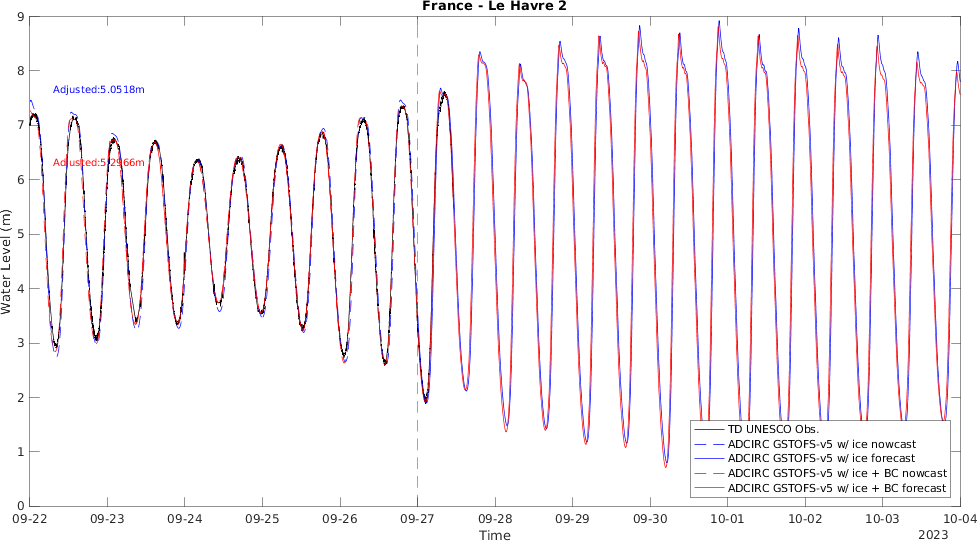 France - Le Havre 2
9
8
7
6
5
4
3
2
1
0
Water Level (m)
Adjusted:5.0518m
Adjusted:5.2966m
TD UNESCO Obs.
ADCIRC GSTOFS-v5 w/ ice nowcast
ADCIRC GSTOFS-v5 w/ ice forecast
ADCIRC GSTOFS-v5 w/ ice + BC nowcast
ADCIRC GSTOFS-v5 w/ ice + BC forecast
09-22 09-23 09-24 09-25 09-26 09-27 09-28 09-29 09-30 10-01 10-02 10-03 10-04
Time
2023